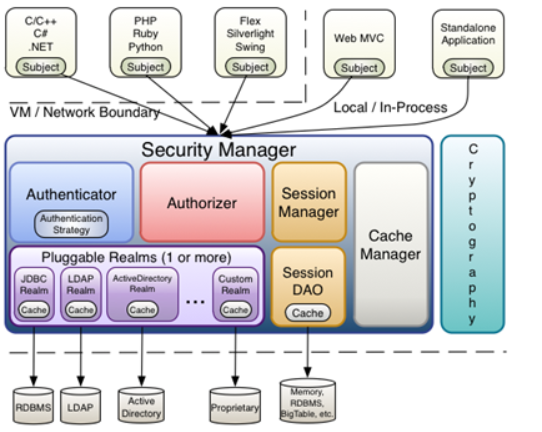 C/C++
C#
.NET
Subject
PHP
Ruby
Python
Subject
Flex
Silverlight
Swing
Subject
Web MVC
Subject
Standalone
Application
Subject
VM / Network Boundary
Local / In-Process
Security Manager
Authenticator
Authentication
Strategy
Authorizer
Session
Manager
Cache
Manager
Cryptography
Pluggable Realms (1 or more)
JDBC
Realm
Cache
LDAP
Realm
Cache
ActiveDirectory
Realm
Cache
...
Custom
Realm
Cache
Session
DAO
Cache
RDBMS
LDAP
Active
Directory
Proprietary
Memory,
RDBMS,
BigTable, etc.